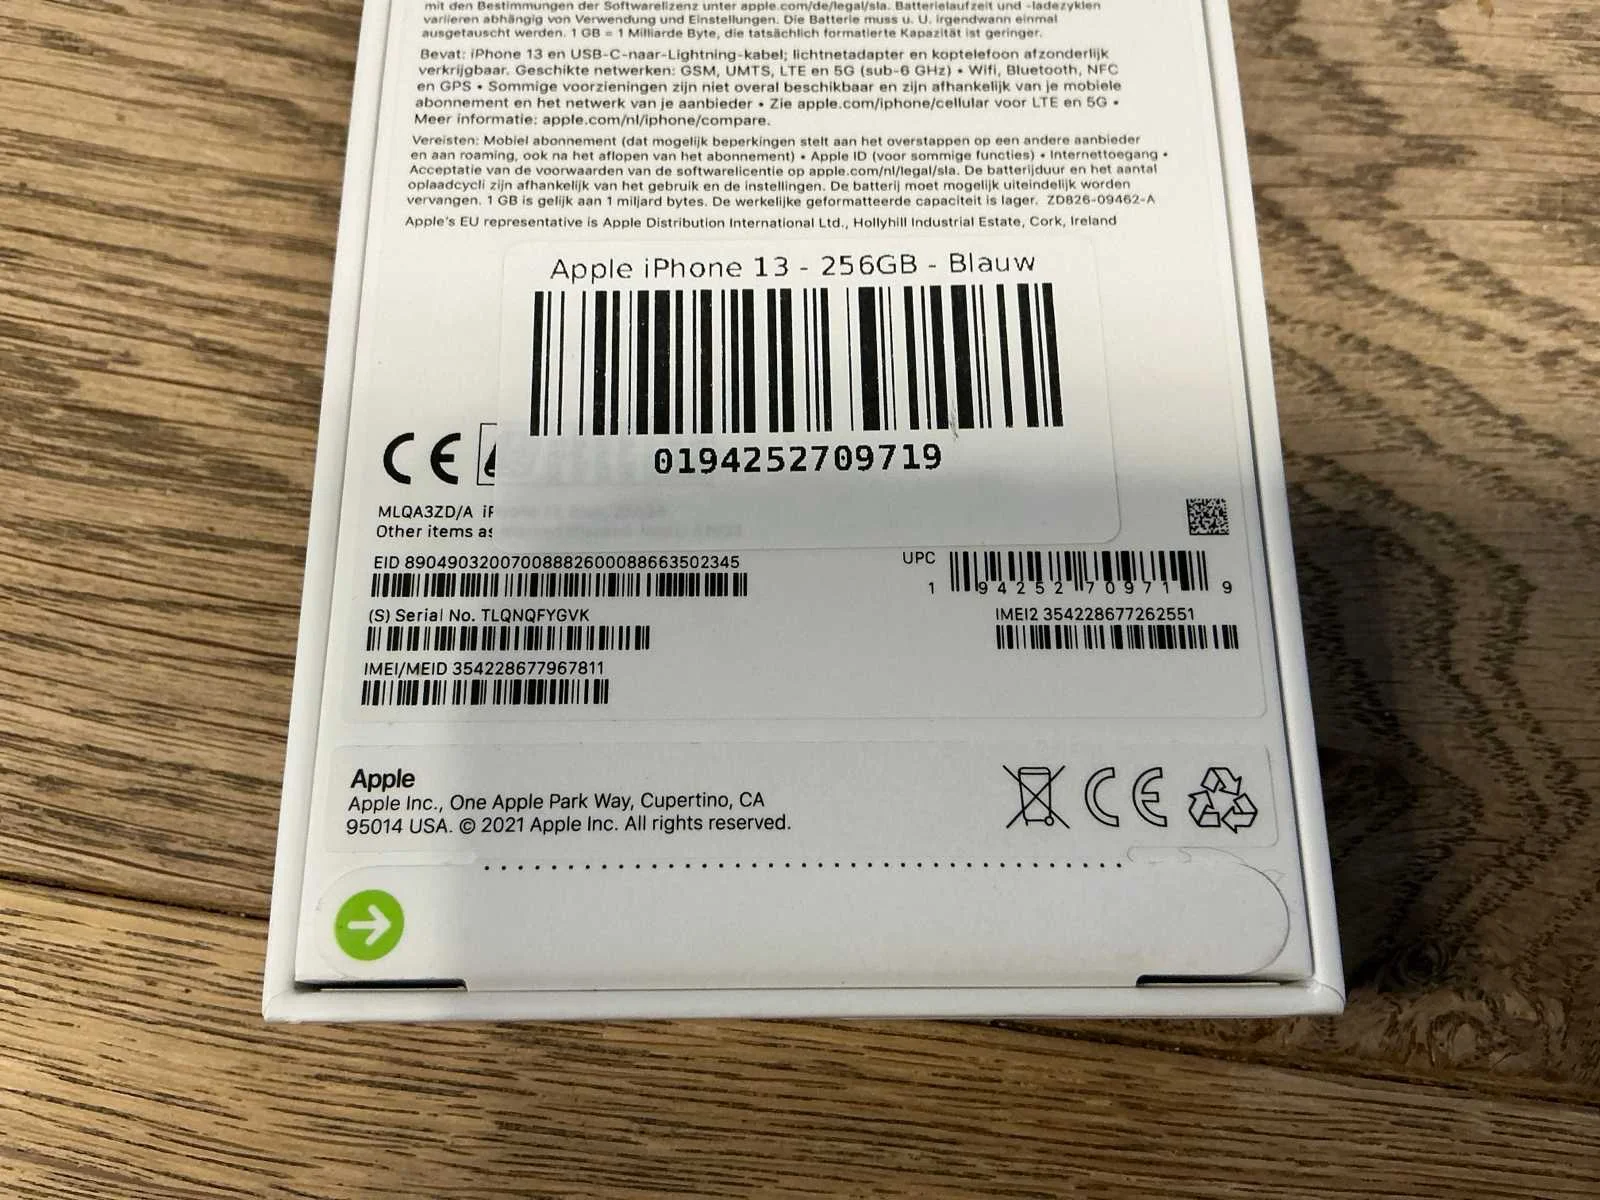 mit den Bestimmungen der Softwarelizenz unter apple.com/de/legal/sla. Batterielaufzeit und -ladezyklen
variieren abhängig von Verwendung und Einstellungen. Die Batterie muss u. U. irgendwann einmal
ausgetauscht werden. 1 GB = 1 Milliarde Byte, die tatsächlich formatierte Kapazität ist geringer.
Bevat: iPhone 13 en USB-C-naar-Lightning-kabel; lichtnetadapter en koptelefoon afzonderlijk
verkrijgbaar. Geschikte netwerken: GSM, UMTS, LTE en 5G (sub-6 GHz) • Wifi, Bluetooth, NFC
en GPS • Sommige voorzieningen zijn niet overal beschikbaar en zijn afhankelijk van je mobiele
abonnement en het netwerk van je aanbieder • Zie apple.com/iphone/cellular voor LTE en 5G •
Meer informatie: apple.com/nl/iphone/compare.
Vereisten: Mobiel abonnement (dat mogelijk beperkingen stelt aan het overstappen op een andere aanbieder
en aan roaming, ook na het aflopen van het abonnement) • Apple ID (voor sommige functies) • Internettoegang •
Acceptatie van de voorwaarden van de softwarelicentie op apple.com/nl/legal/sla. De batterijduur en het aantal
oplaadcycli zijn afhankelijk van het gebruik en de instellingen. De batterij moet mogelijk uiteindelijk worden
vervangen. 1 GB is gelijk aan 1 miljard bytes. De werkelijke geformatteerde capaciteit is lager. ZD826-09462-A
Apple's EU representative is Apple Distribution International Ltd., Hollyhill Industrial Estate, Cork, Ireland
Apple iPhone 13 - 256GB - Blauw
0194252709719
CE
MLQA3ZD/A iP
Other items as
EID 89049032007008882600088663502345
UPC
1 94252 70971 9
(S) Serial No. TLQNQFYGVK
IMEI2 354228677262551
IMEI/MEID 354228677967811
Apple
Apple Inc., One Apple Park Way, Cupertino, CA
95014 USA. © 2021 Apple Inc. All rights reserved.
CE